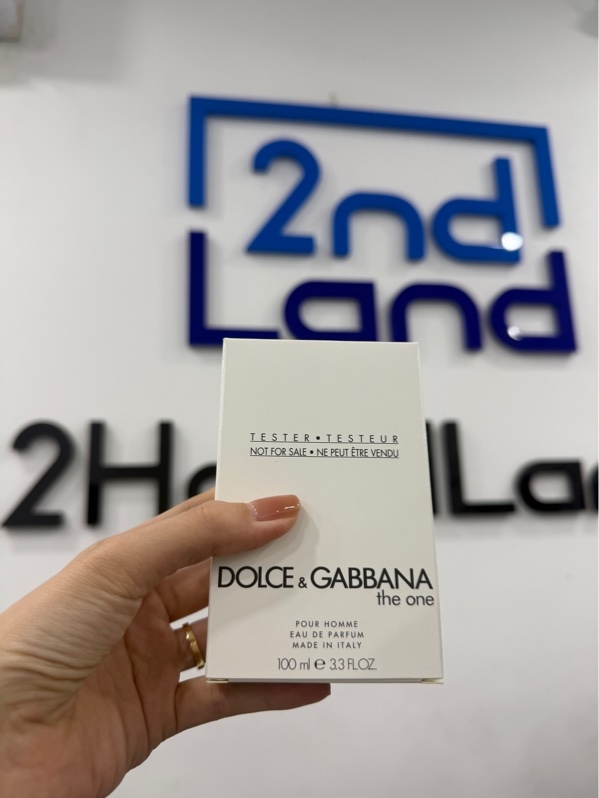 2nd
Land
TESTER • TESTEUR
NOT FOR SALE • NE PEUT ÊTRE VENDU
DOLCE & GABBANA
the one
POUR HOMME
EAU DE PARFUM
MADE IN ITALY
100 ml e 3.3 FL.OZ.